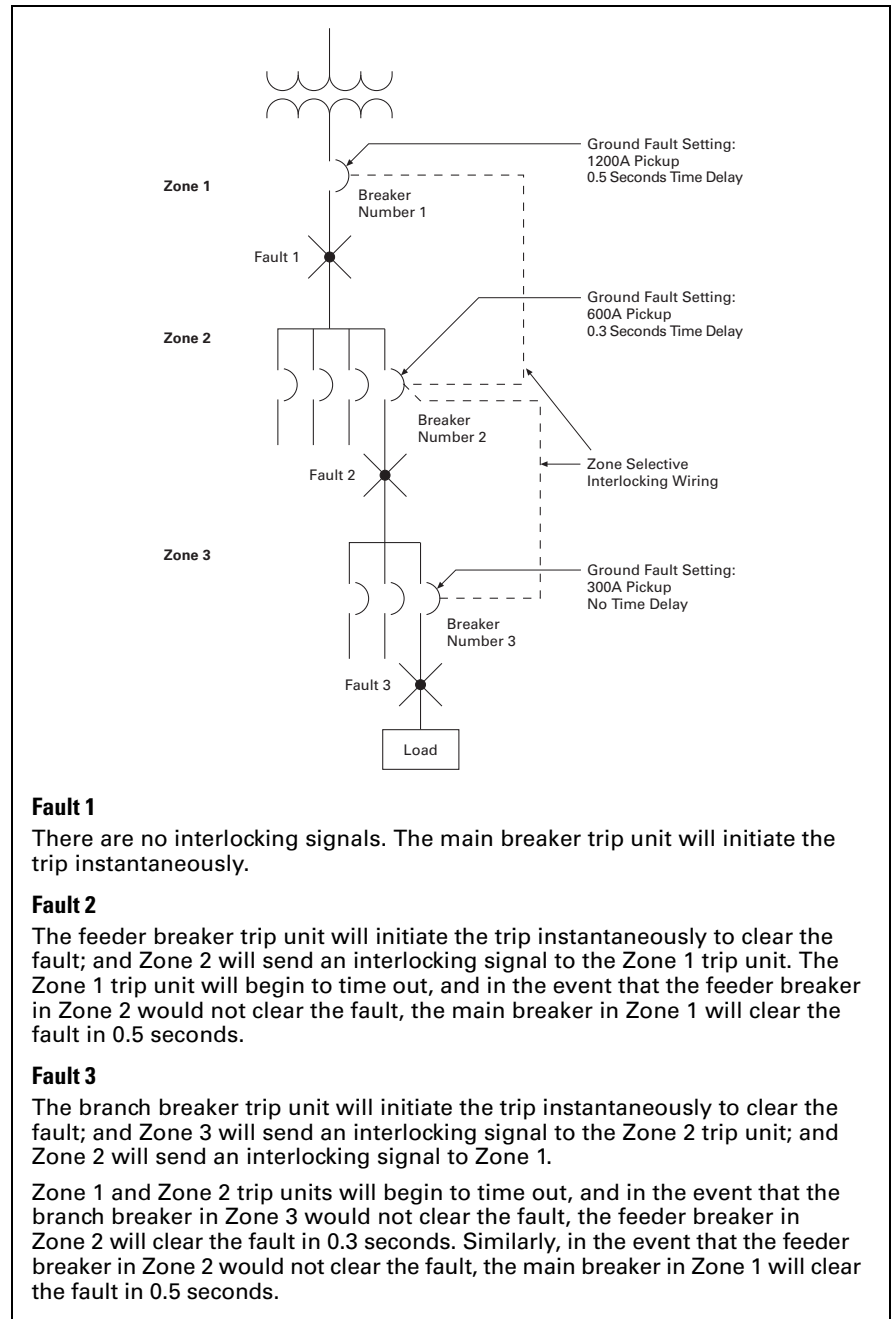 Ground Fault Setting:
1200A Pickup
0.5 Seconds Time Delay
Zone 1
Breaker
Number 1
Fault 1
Ground Fault Setting:
600A Pickup
0.3 Seconds Time Delay
Zone 2
Breaker
Number 2
Fault 2
Zone Selective
Interlocking Wiring
Zone 3
Ground Fault Setting:
300A Pickup
No Time Delay
Breaker
Number 3
Fault 3
Load
Fault 1
There are no interlocking signals. The main breaker trip unit will initiate the
trip instantaneously.
Fault 2
The feeder breaker trip unit will initiate the trip instantaneously to clear the
fault; and Zone 2 will send an interlocking signal to the Zone 1 trip unit. The
Zone 1 trip unit will begin to time out, and in the event that the feeder breaker
in Zone 2 would not clear the fault, the main breaker in Zone 1 will clear the
fault in 0.5 seconds.
Fault 3
The branch breaker trip unit will initiate the trip instantaneously to clear the
fault; and Zone 3 will send an interlocking signal to the Zone 2 trip unit; and
Zone 2 will send an interlocking signal to Zone 1.
Zone 1 and Zone 2 trip units will begin to time out, and in the event that the
branch breaker in Zone 3 would not clear the fault, the feeder breaker in
Zone 2 will clear the fault in 0.3 seconds. Similarly, in the event that the feeder
breaker in Zone 2 would not clear the fault, the main breaker in Zone 1 will clear
the fault in 0.5 seconds.